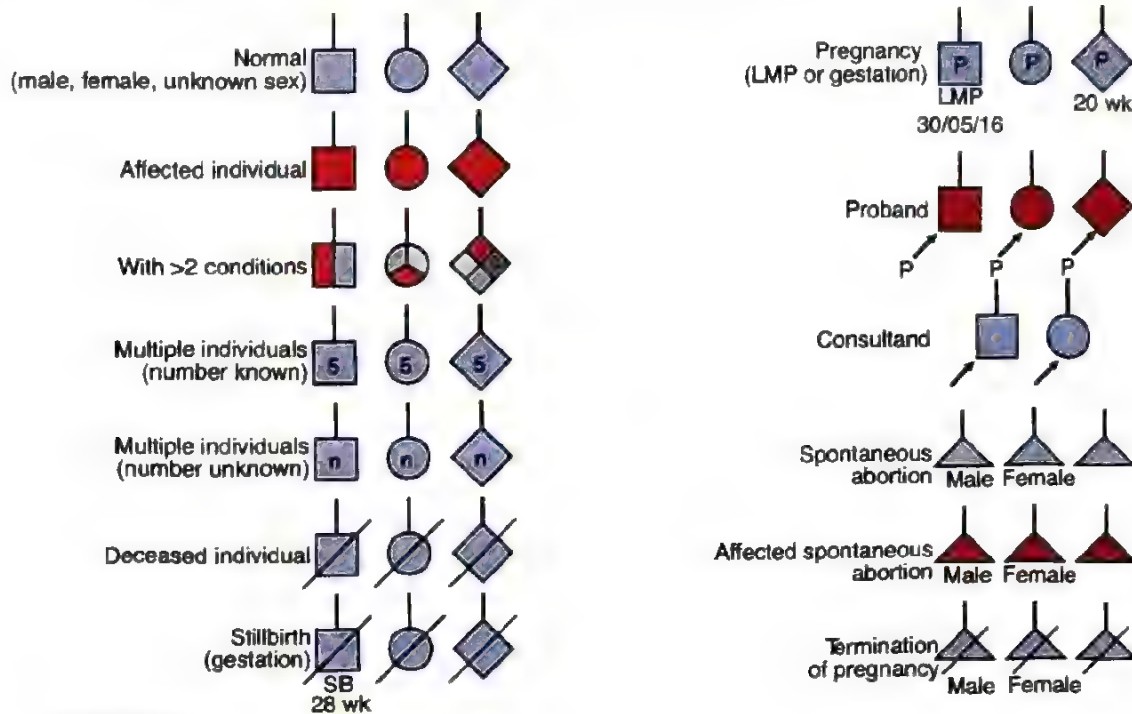 Normal
(male, female, unknown sex)
Affected individual
With >2 conditions
Multiple individuals
(number known)
5 5 5
Multiple individuals
(number unknown)
n n n
Deceased individual
Stillbirth
(gestation)
SB
28 wk
Pregnancy
(LMP or gestation)
P P P
LMP 20 wk
30/05/16
Proband
P P P
Consultand
Spontaneous
abortion
Male Female
Affected spontaneous
abortion
Male Female
Termination
of pregnancy
Male Female